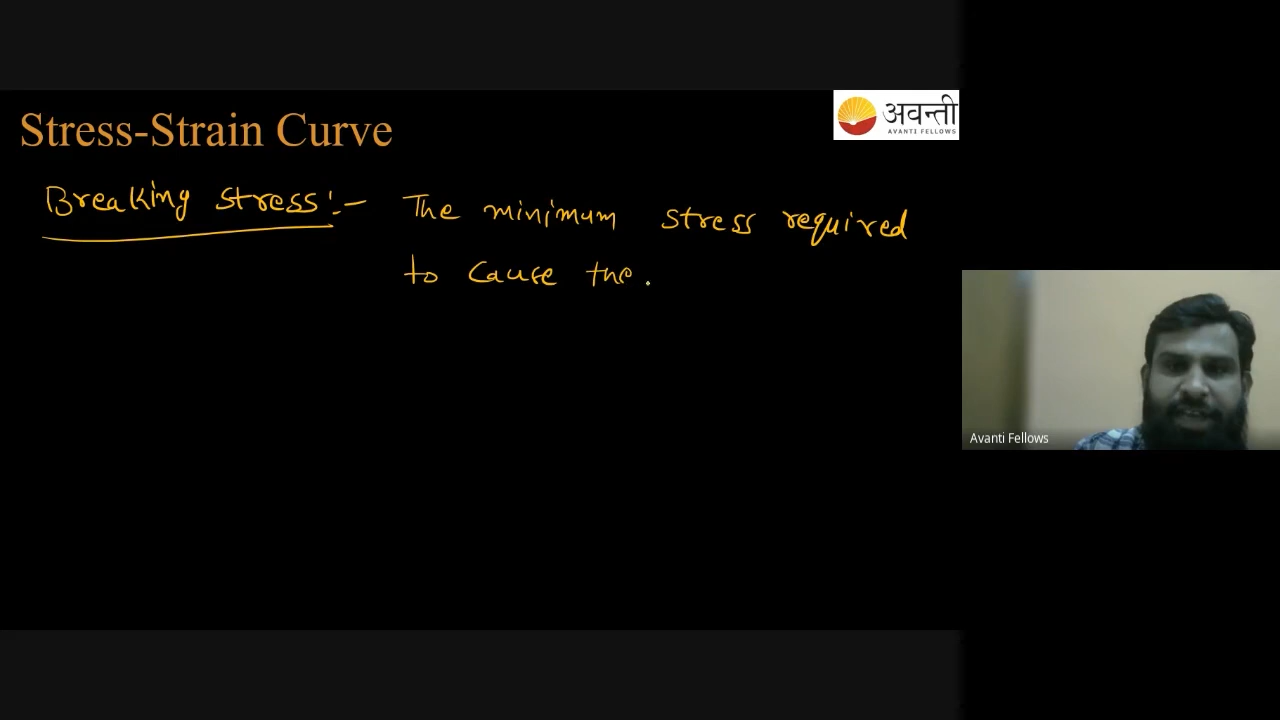 Stress-Strain Curve
अवन्ती
AVANTI FELLOWS
Breaking stress:- The minimum stress required
to cause the
Avanti Fellows